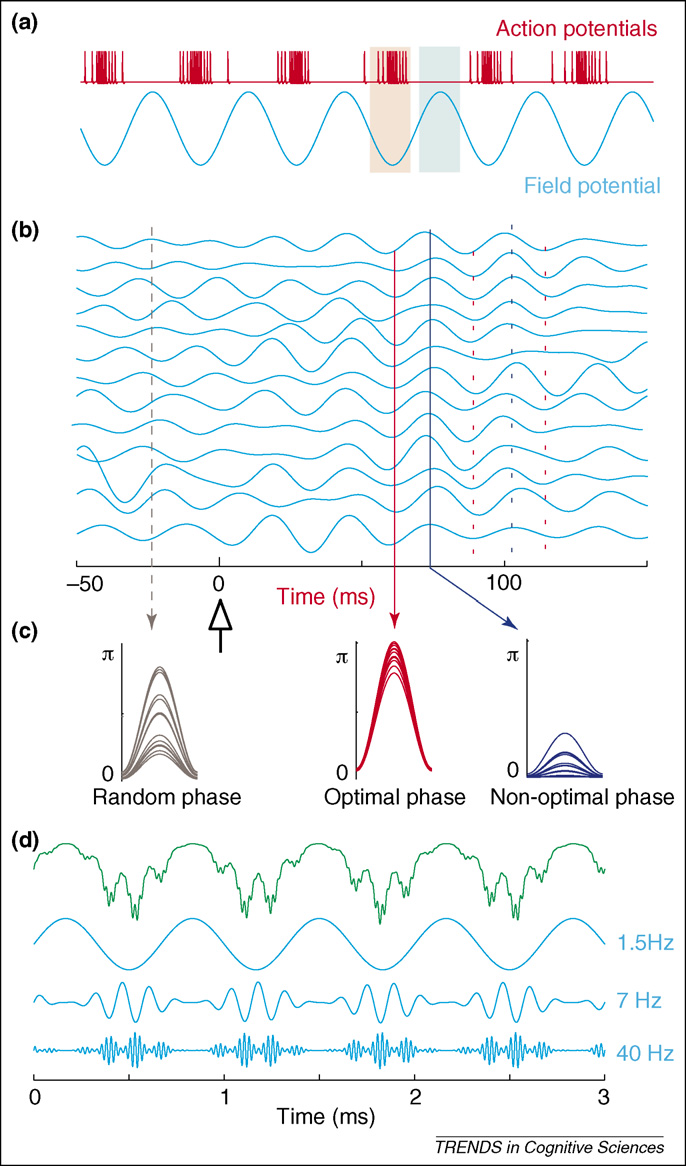 (a)
Action potentials
Field potential
(b)
–50 0 100
Time (ms)
(c)
π π π
0 0 0
Random phase Optimal phase Non-optimal phase
(d)
1.5Hz
7 Hz
40 Hz
0 1 2 3
Time (ms)
TRENDS in Cognitive Sciences